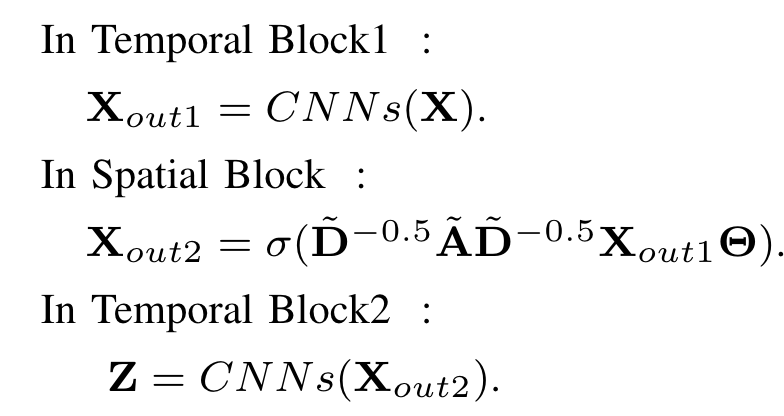 In Temporal Block1 :
X_{out1} = CNNs(X).
In Spatial Block :
X_{out2} = σ(D̃^{−0.5}ÃD̃^{−0.5}X_{out1}Θ).
In Temporal Block2 :
Z = CNNs(X_{out2}).